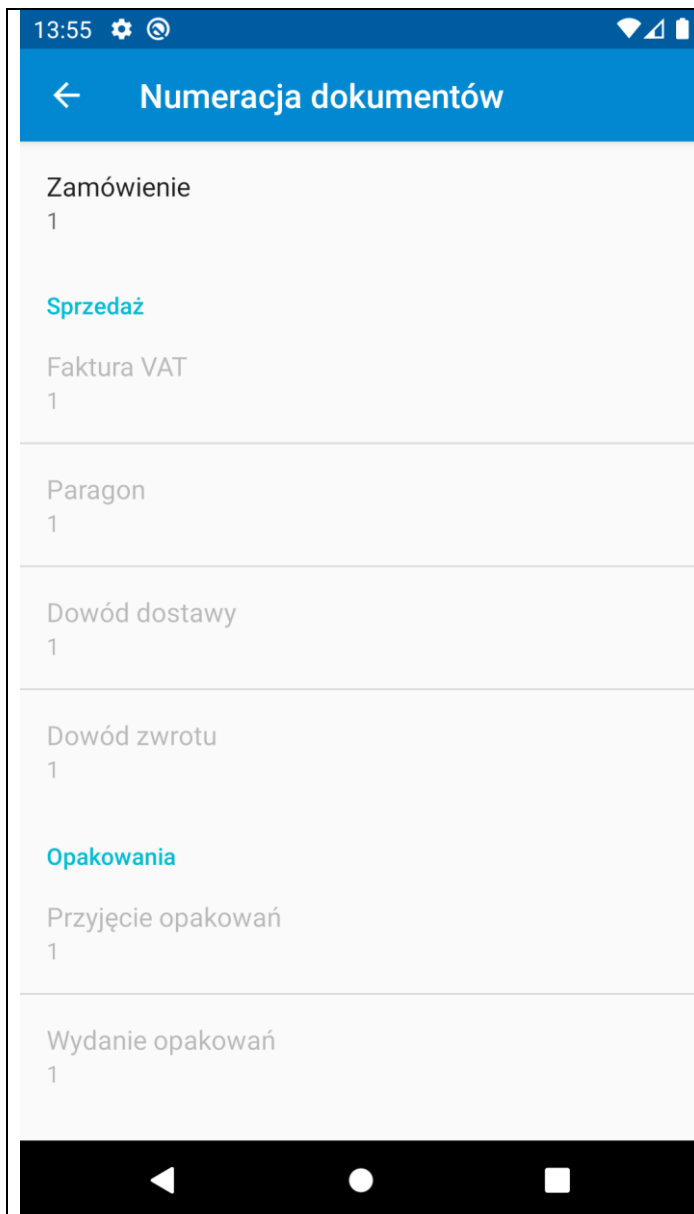 13:55
Numeracja dokumentów
Zamówienie
1
Sprzedaż
Faktura VAT
1
Paragon
1
Dowód dostawy
1
Dowód zwrotu
1
Opakowania
Przyjęcie opakowań
1
Wydanie opakowań
1